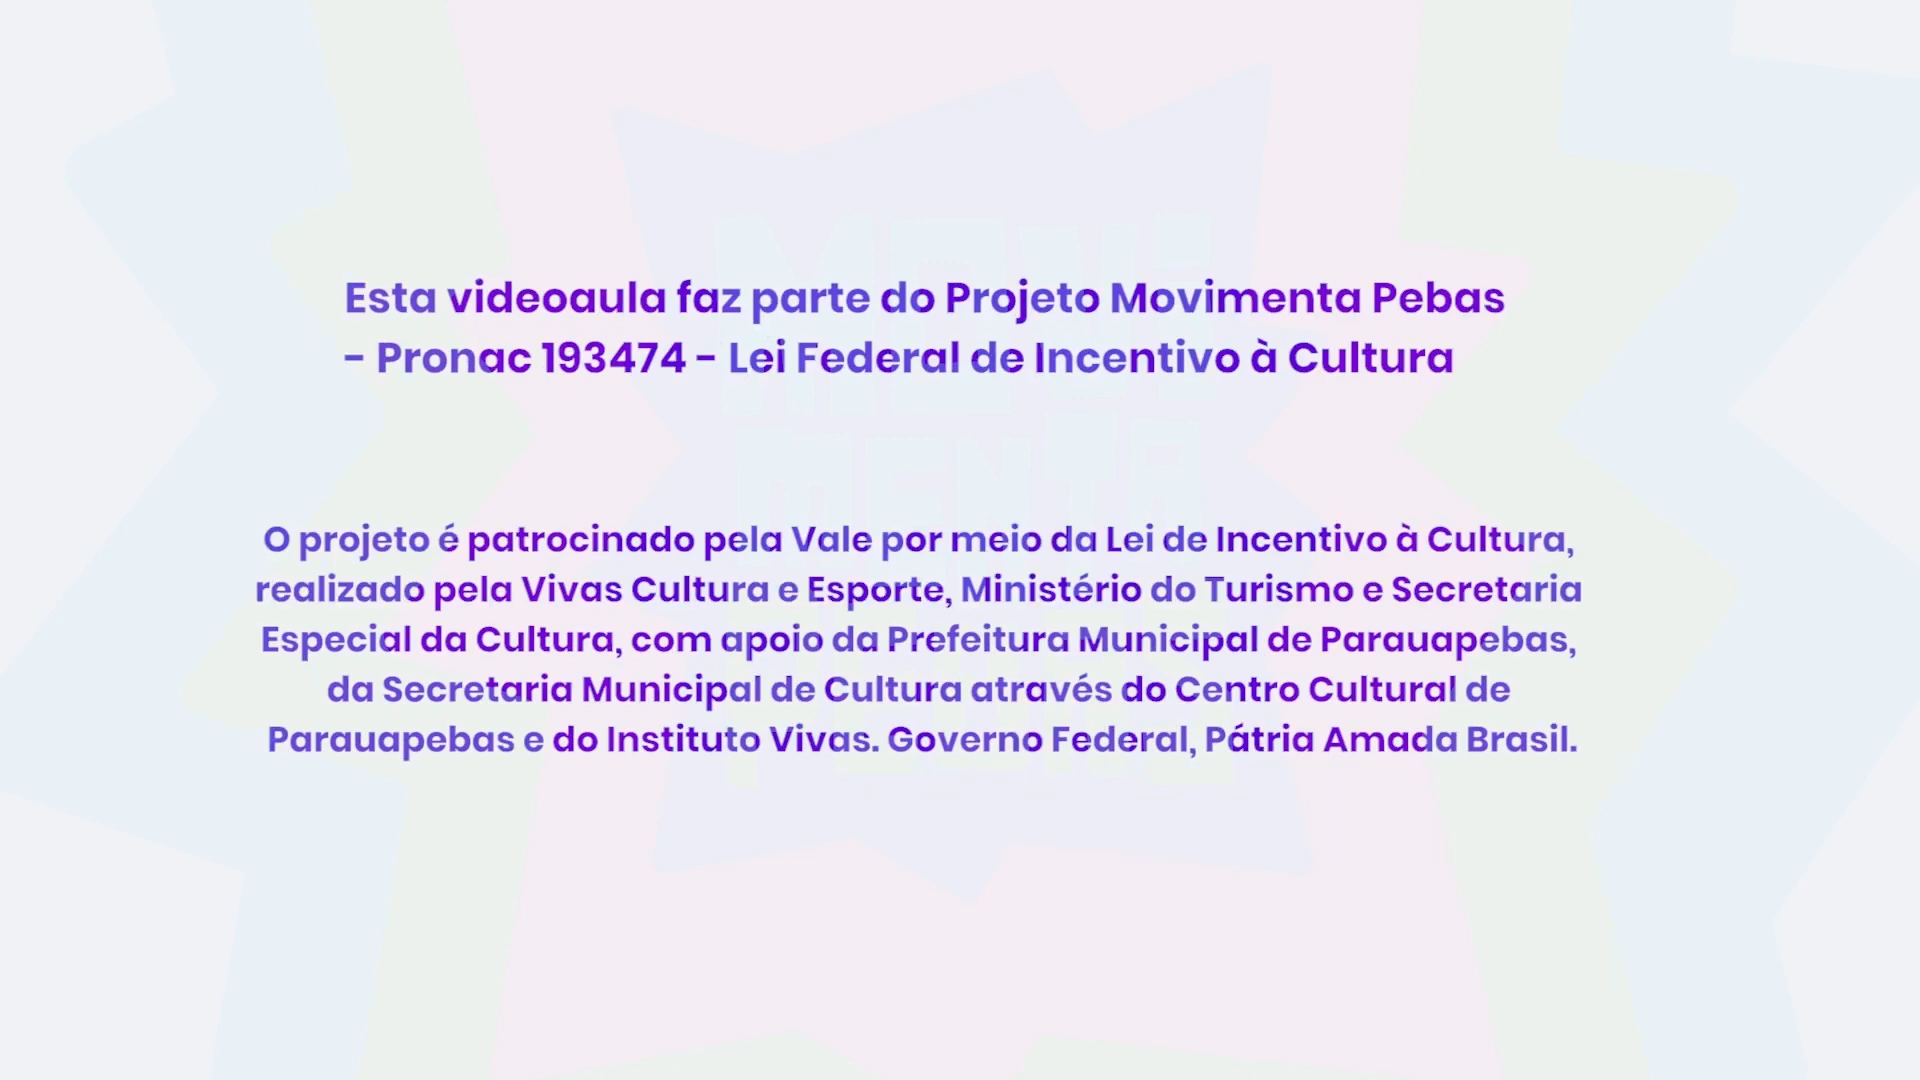 Esta videoaula faz parte do Projeto Movimenta Pebas
- Pronac 193474 - Lei Federal de Incentivo à Cultura
O projeto é patrocinado pela Vale por meio da Lei de Incentivo à Cultura,
realizado pela Vivas Cultura e Esporte, Ministério do Turismo e Secretaria
Especial da Cultura, com apoio da Prefeitura Municipal de Parauapebas,
da Secretaria Municipal de Cultura através do Centro Cultural de
Parauapebas e do Instituto Vivas. Governo Federal, Pátria Amada Brasil.
MOVI
MENTA